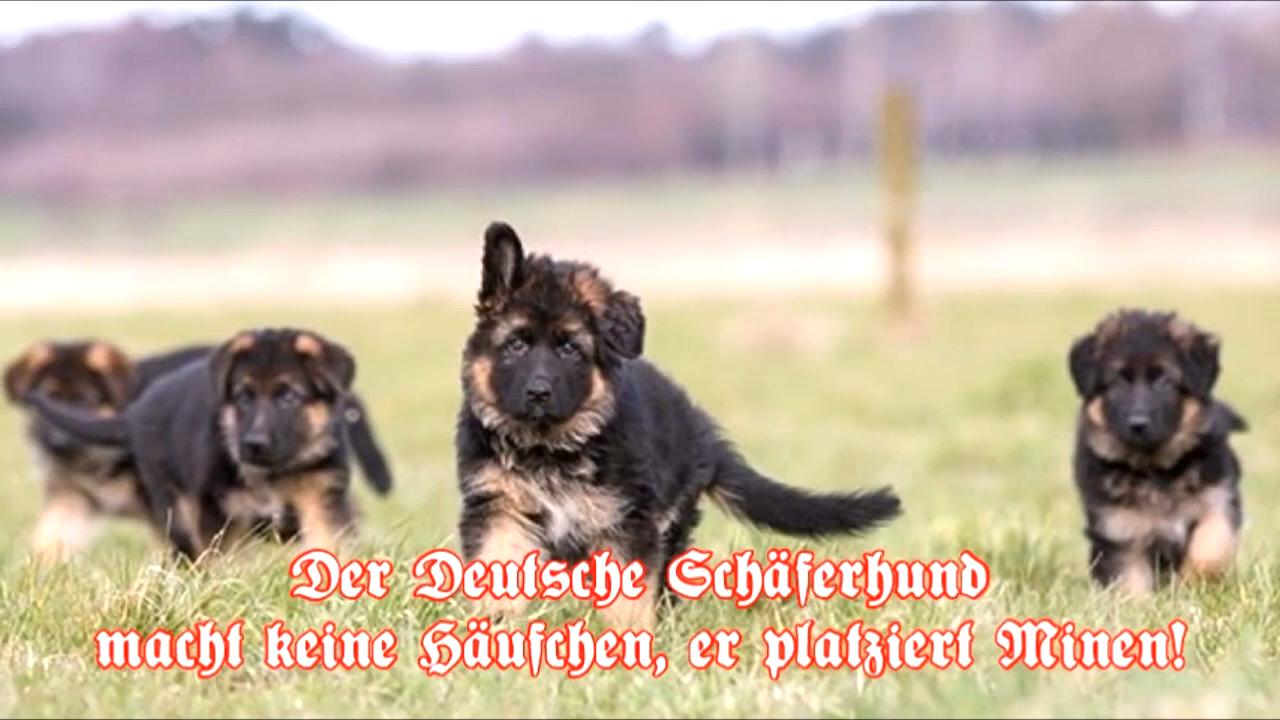 Der Deutsche Schäferhund
macht keine Häufchen, er platziert Minen!